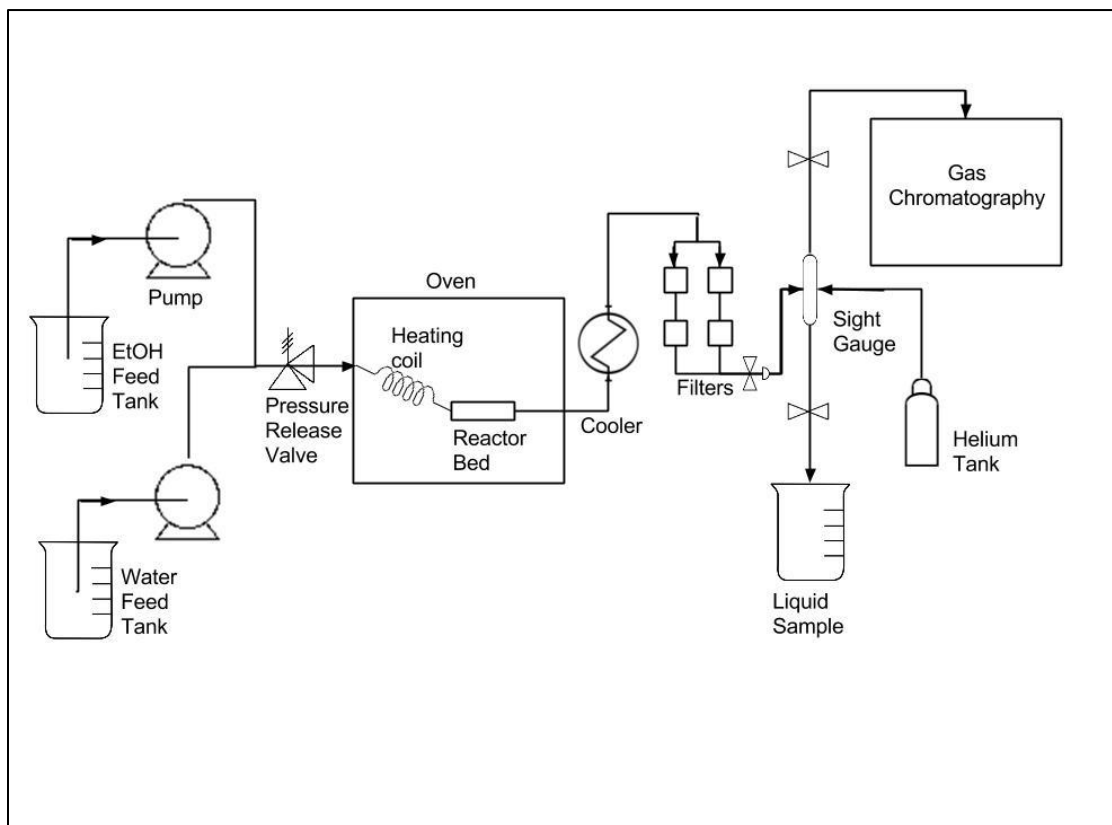 Pump
EtOH
Feed
Tank
Water
Feed
Tank
Pressure
Release
Valve
Oven
Heating
coil
Reactor
Bed
Cooler
Filters
Gas
Chromatography
Sight
Gauge
Helium
Tank
Liquid
Sample